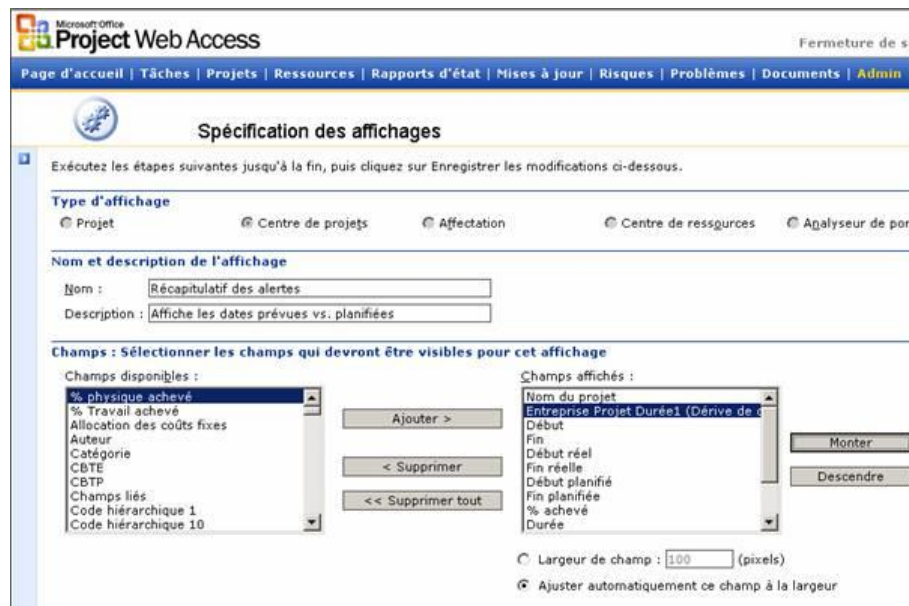 Microsoft Office
Project Web Access
Fermeture de s
Page d'accueil | Tâches | Projets | Ressources | Rapports d'état | Mises à jour | Risques | Problèmes | Documents | Admin
Spécification des affichages
Exécutez les étapes suivantes jusqu'à la fin, puis cliquez sur Enregistrer les modifications ci-dessous.
Type d'affichage
Projet Centre de projets Affectation Centre de ressources Analyseur de por
Nom et description de l'affichage
Nom : Récapitulatif des alertes
Description : Affiche les dates prévues vs. planifiées
Champs : Sélectionner les champs qui devront être visibles pour cet affichage
Champs disponibles :
% physique achevé
% Travail achevé
Allocation des coûts fixes
Auteur
Catégorie
CBTE
CBTP
Champs liés
Code hiérarchique 1
Code hiérarchique 10
Ajouter >
< Supprimer
<< Supprimer tout
Champs affichés :
Nom du projet
Entreprise Projet Durée1 (Dérive de d
Début
Fin
Début réel
Fin réelle
Début planifié
Fin planifiée
% achevé
Durée
Monter
Descendre
Largeur de champ : 100 (pixels)
Ajuster automatiquement ce champ à la largeur